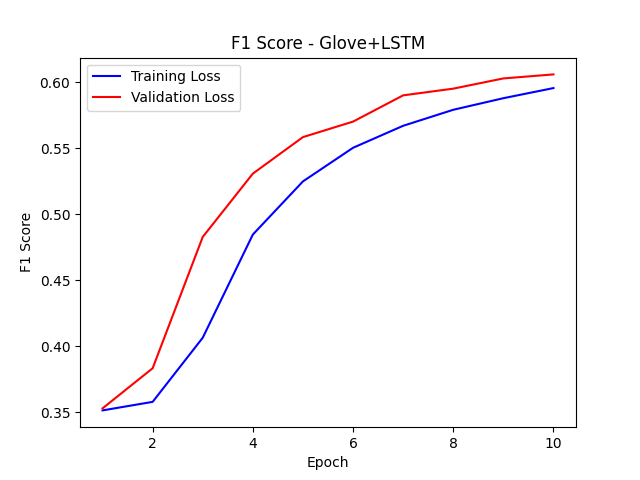 F1 Score - Glove+LSTM
Training Loss
Validation Loss
0.60
0.55
0.50
0.45
0.40
0.35
F1 Score
2 4 6 8 10
Epoch